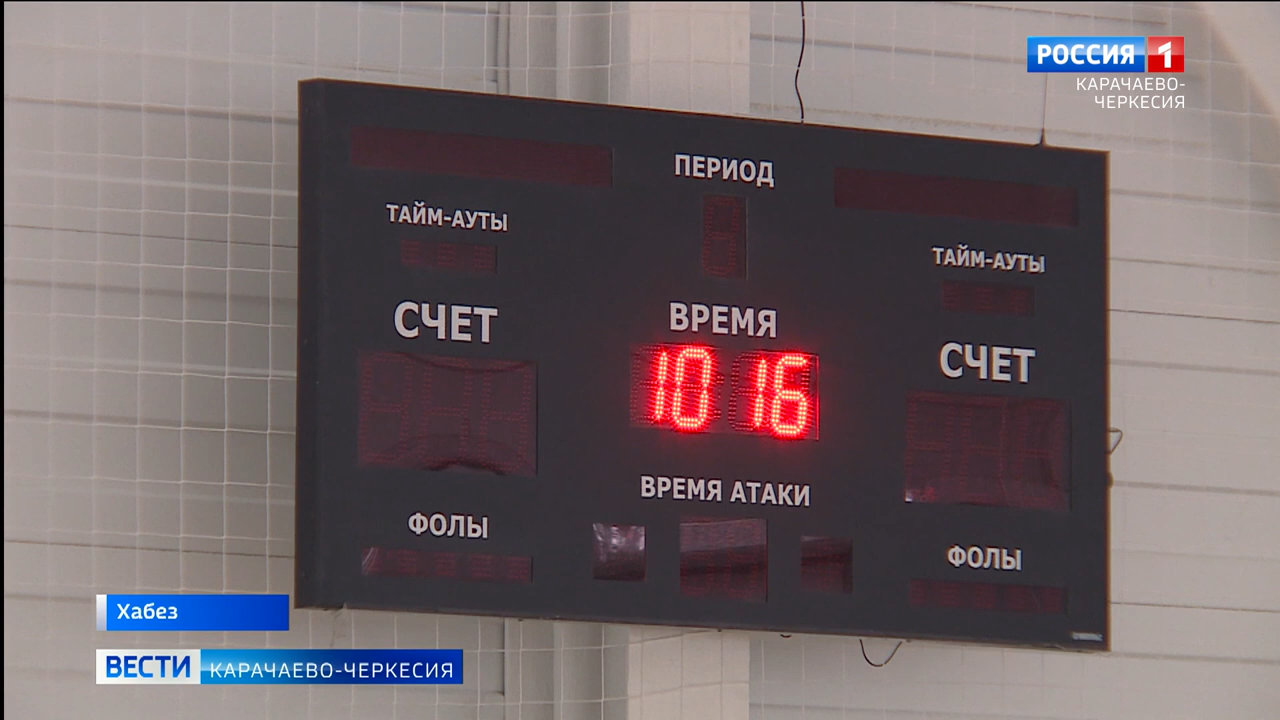 РОССИЯ 1
КАРАЧАЕВО-
ЧЕРКЕСИЯ
ПЕРИОД
ТАЙМ-АУТЫ
ТАЙМ-АУТЫ
ВРЕМЯ
СЧЕТ
СЧЕТ
10 16
ВРЕМЯ АТАКИ
ФОЛЫ
ФОЛЫ
Хабез
ВЕСТИ КАРАЧАЕВО-ЧЕРКЕСИЯ